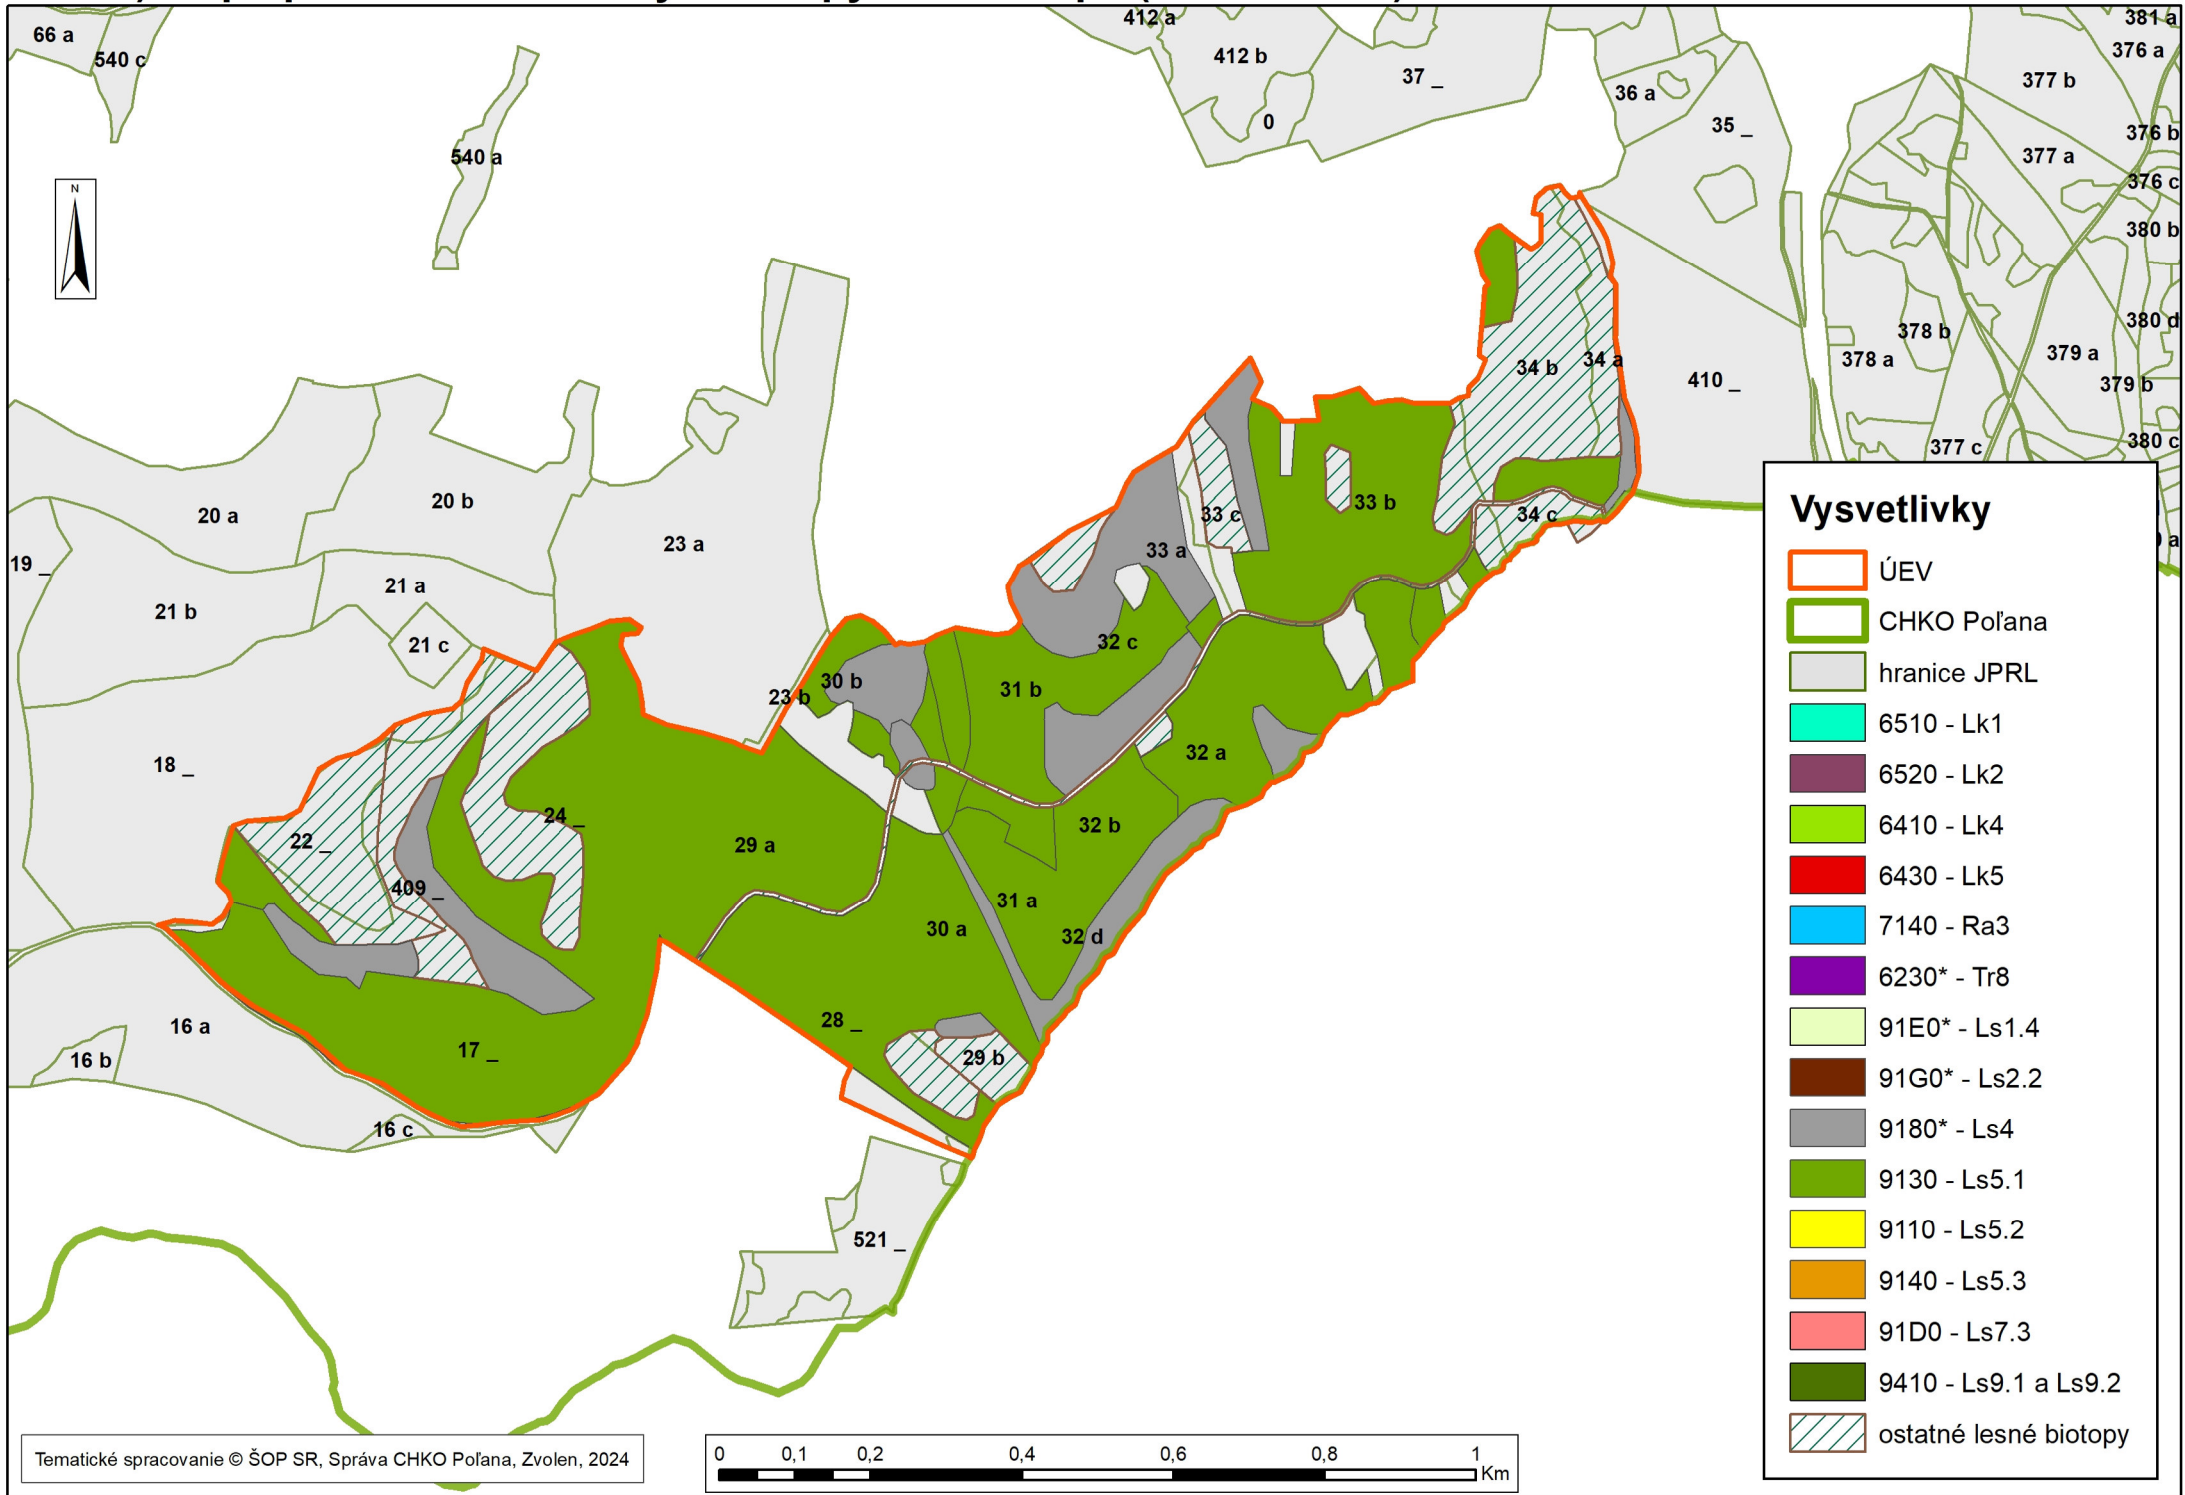 412 a
381 a
66 a
540 c
412 b
37 _
376 a
377 b
36 a
0
35 _
376 b
540 a
377 a
376 c
N
380 b
380 d
378 b
34 b
34 a
378 a
379 a
410 _
379 b
380 c
377 c
20 a
20 b
33 b
33 c
34 c
23 a
33 a
19 _
21 b
21 a
21 c
32 c
30 b
23 b
31 b
18 _
32 a
24 _
22 _
29 a
32 b
409 _
31 a
30 a
32 d
16 a
28 _
17 _
16 b
29 b
16 c
521 _
Vysvetlivky
ÚEV
CHKO Poľana
hranice JPRL
6510 - Lk1
6520 - Lk2
6410 - Lk4
6430 - Lk5
7140 - Ra3
6230* - Tr8
91E0* - Ls1.4
91G0* - Ls2.2
9180* - Ls4
9130 - Ls5.1
9110 - Ls5.2
9140 - Ls5.3
91D0 - Ls7.3
9410 - Ls9.1 a Ls9.2
ostatné lesné biotopy
Tematické spracovanie © ŠOP SR, Správa CHKO Poľana, Zvolen, 2024
0 0,1 0,2 0,4 0,6 0,8 1
Km